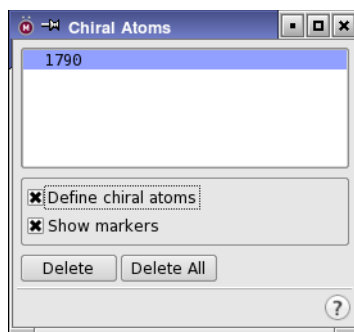 Chiral Atoms
1790
Define chiral atoms
Show markers
Delete Delete All
?